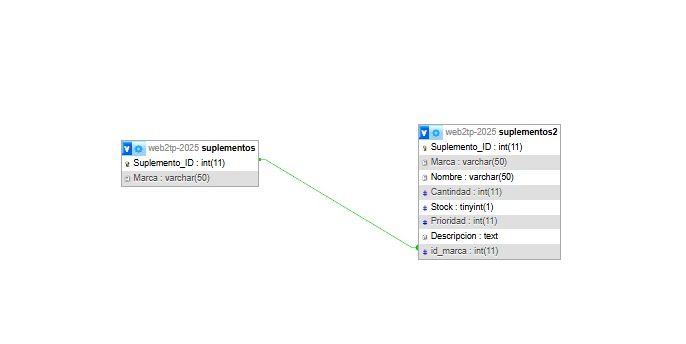 web2tp-2025 suplementos
Suplemento_ID : int(11)
Marca : varchar(50)
web2tp-2025 suplementos2
Suplemento_ID : int(11)
Marca : varchar(50)
Nombre : varchar(50)
Cantindad : int(11)
Stock : tinyint(1)
Prioridad : int(11)
Descripcion : text
id_marca : int(11)